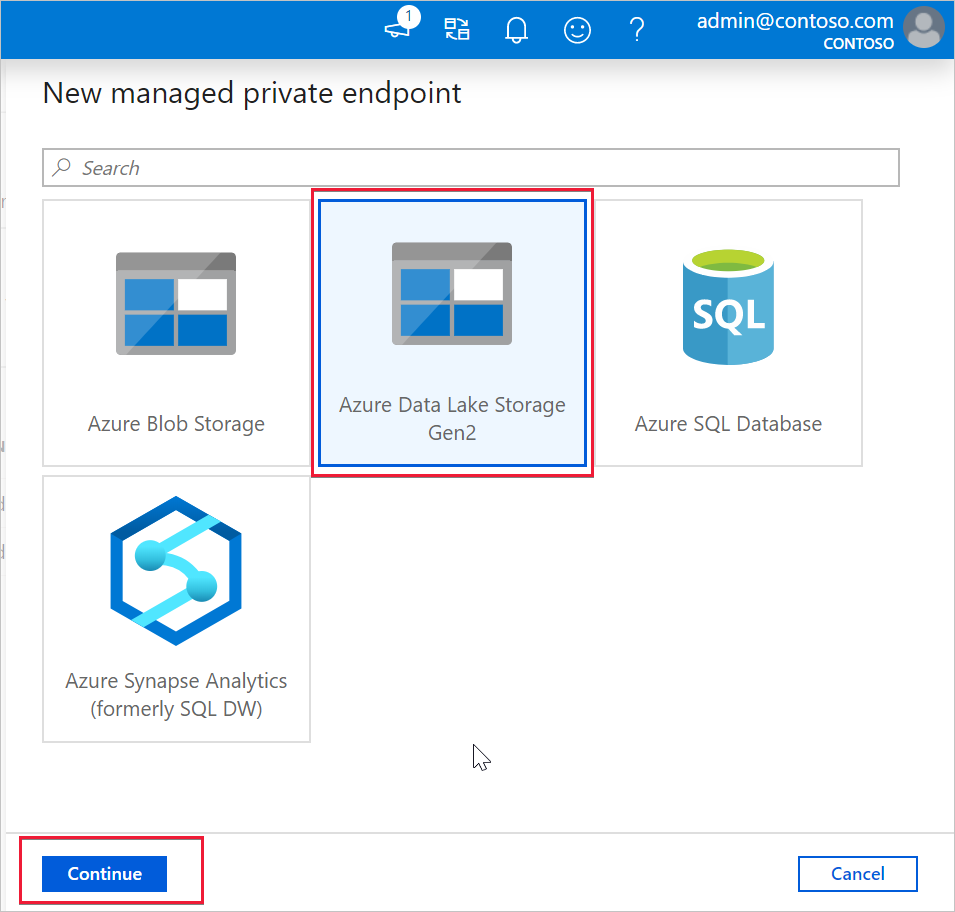 1
admin@contoso.com
CONTOSO
New managed private endpoint
Search
Azure Blob Storage
Azure Data Lake Storage
Gen2
SQL
Azure SQL Database
Azure Synapse Analytics
(formerly SQL DW)
Continue
Cancel